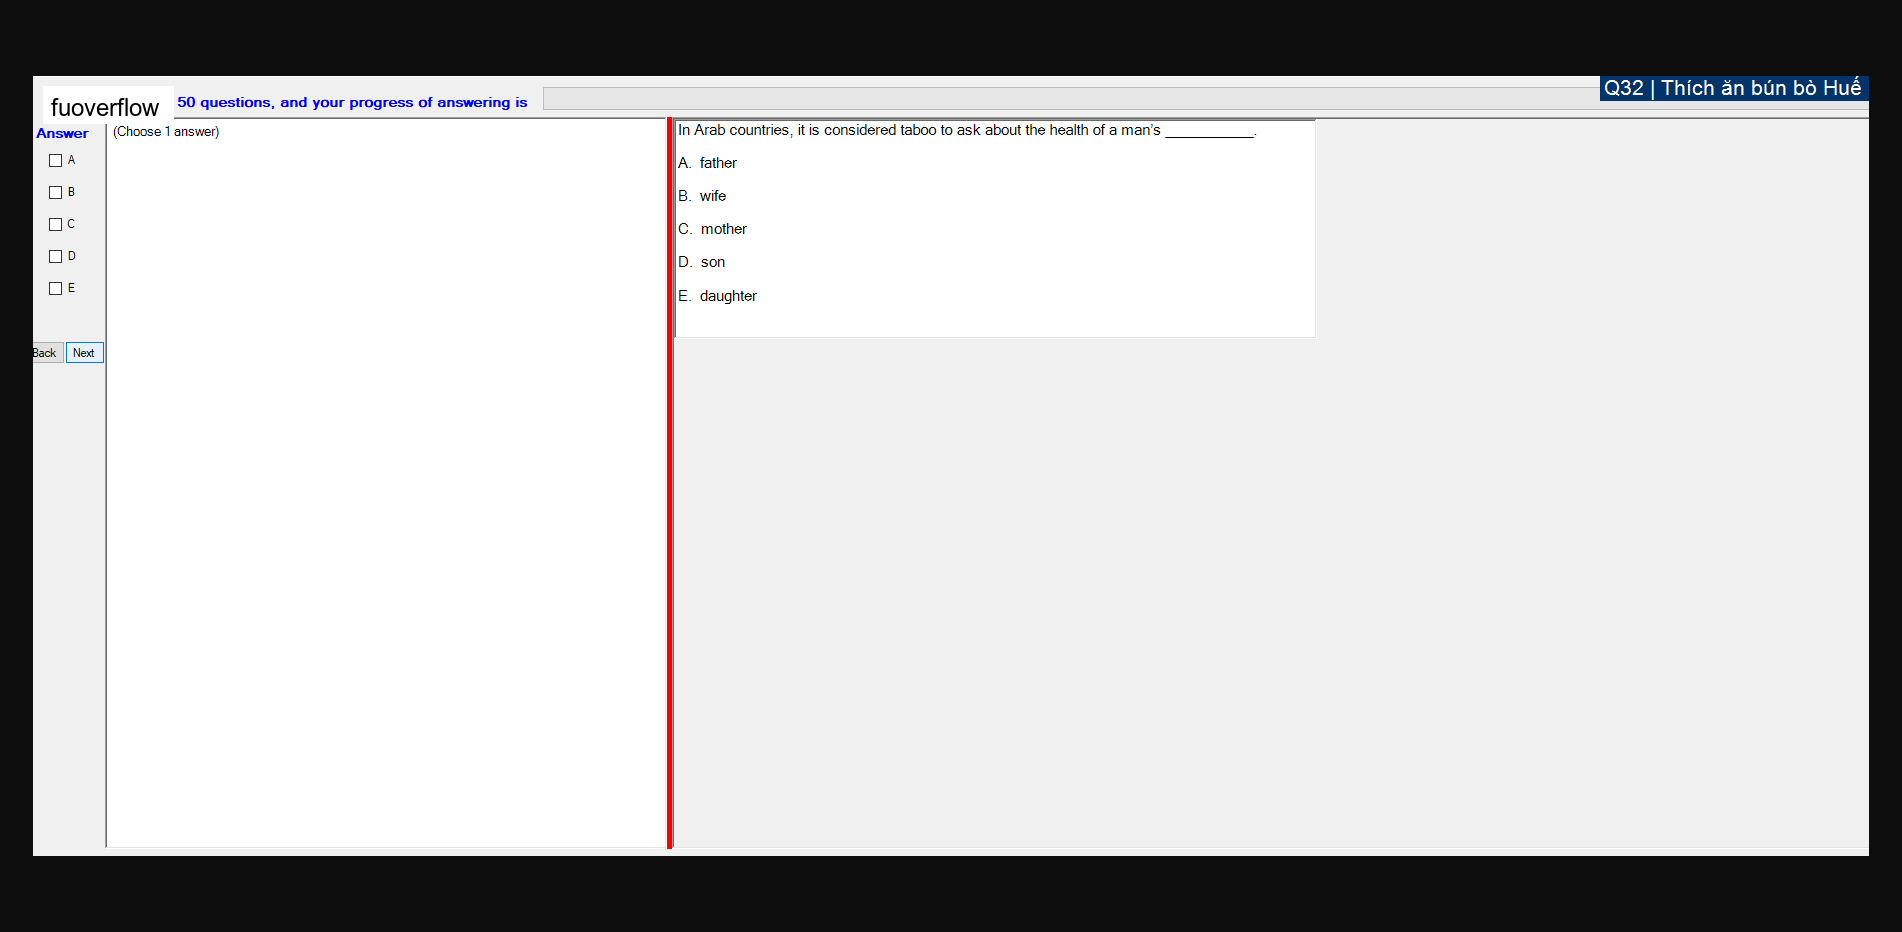 Q32 | Thích ăn bún bò Huế
fuoverflow
50 questions, and your progress of answering is
Answer
(Choose 1 answer)
A
B
C
D
E
Back
Next
In Arab countries, it is considered taboo to ask about the health of a man’s ___________.
A. father
B. wife
C. mother
D. son
E. daughter